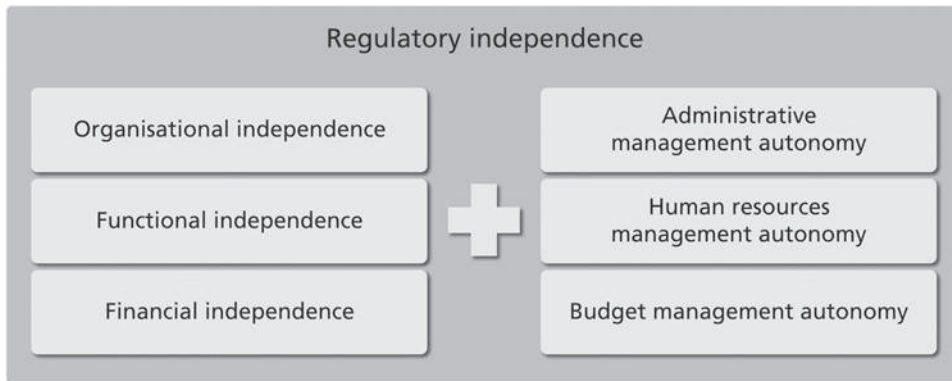 Regulatory independence
Organisational independence
Functional independence
Financial independence
Administrative
management autonomy
Human resources
management autonomy
Budget management autonomy